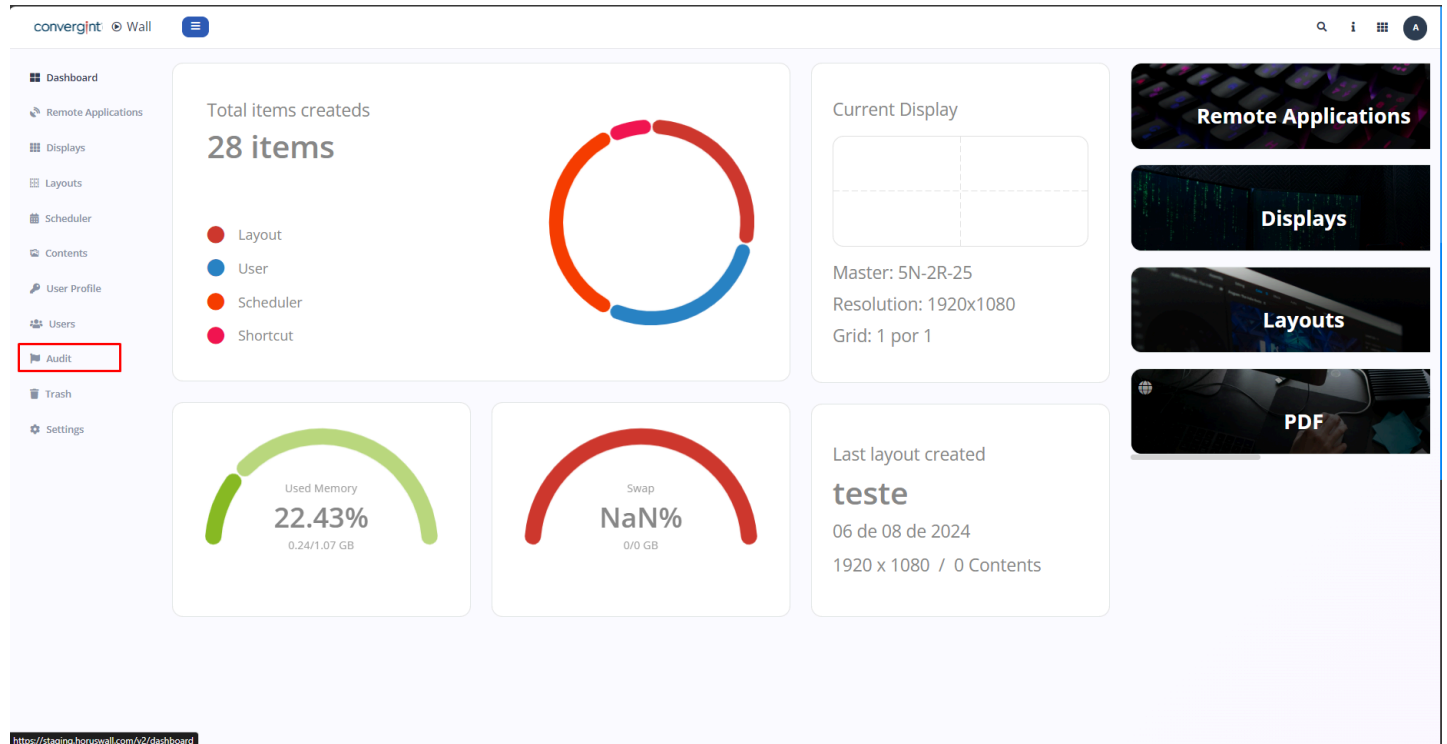 convergint Wall
A
Dashboard
Remote Applications
Displays
Layouts
Scheduler
Contents
User Profile
Users
Audit
Trash
Settings
Total items createds
28 items
Layout
User
Scheduler
Shortcut
Current Display
Master: 5N-2R-25
Resolution: 1920x1080
Grid: 1 por 1
Used Memory
22.43%
0.24/1.07 GB
Swap
NaN%
0/0 GB
Last layout created
teste
06 de 08 de 2024
1920 x 1080 / 0 Contents
Remote Applications
Displays
Layouts
PDF
https://staging.horuswall.com/v2/dashboard